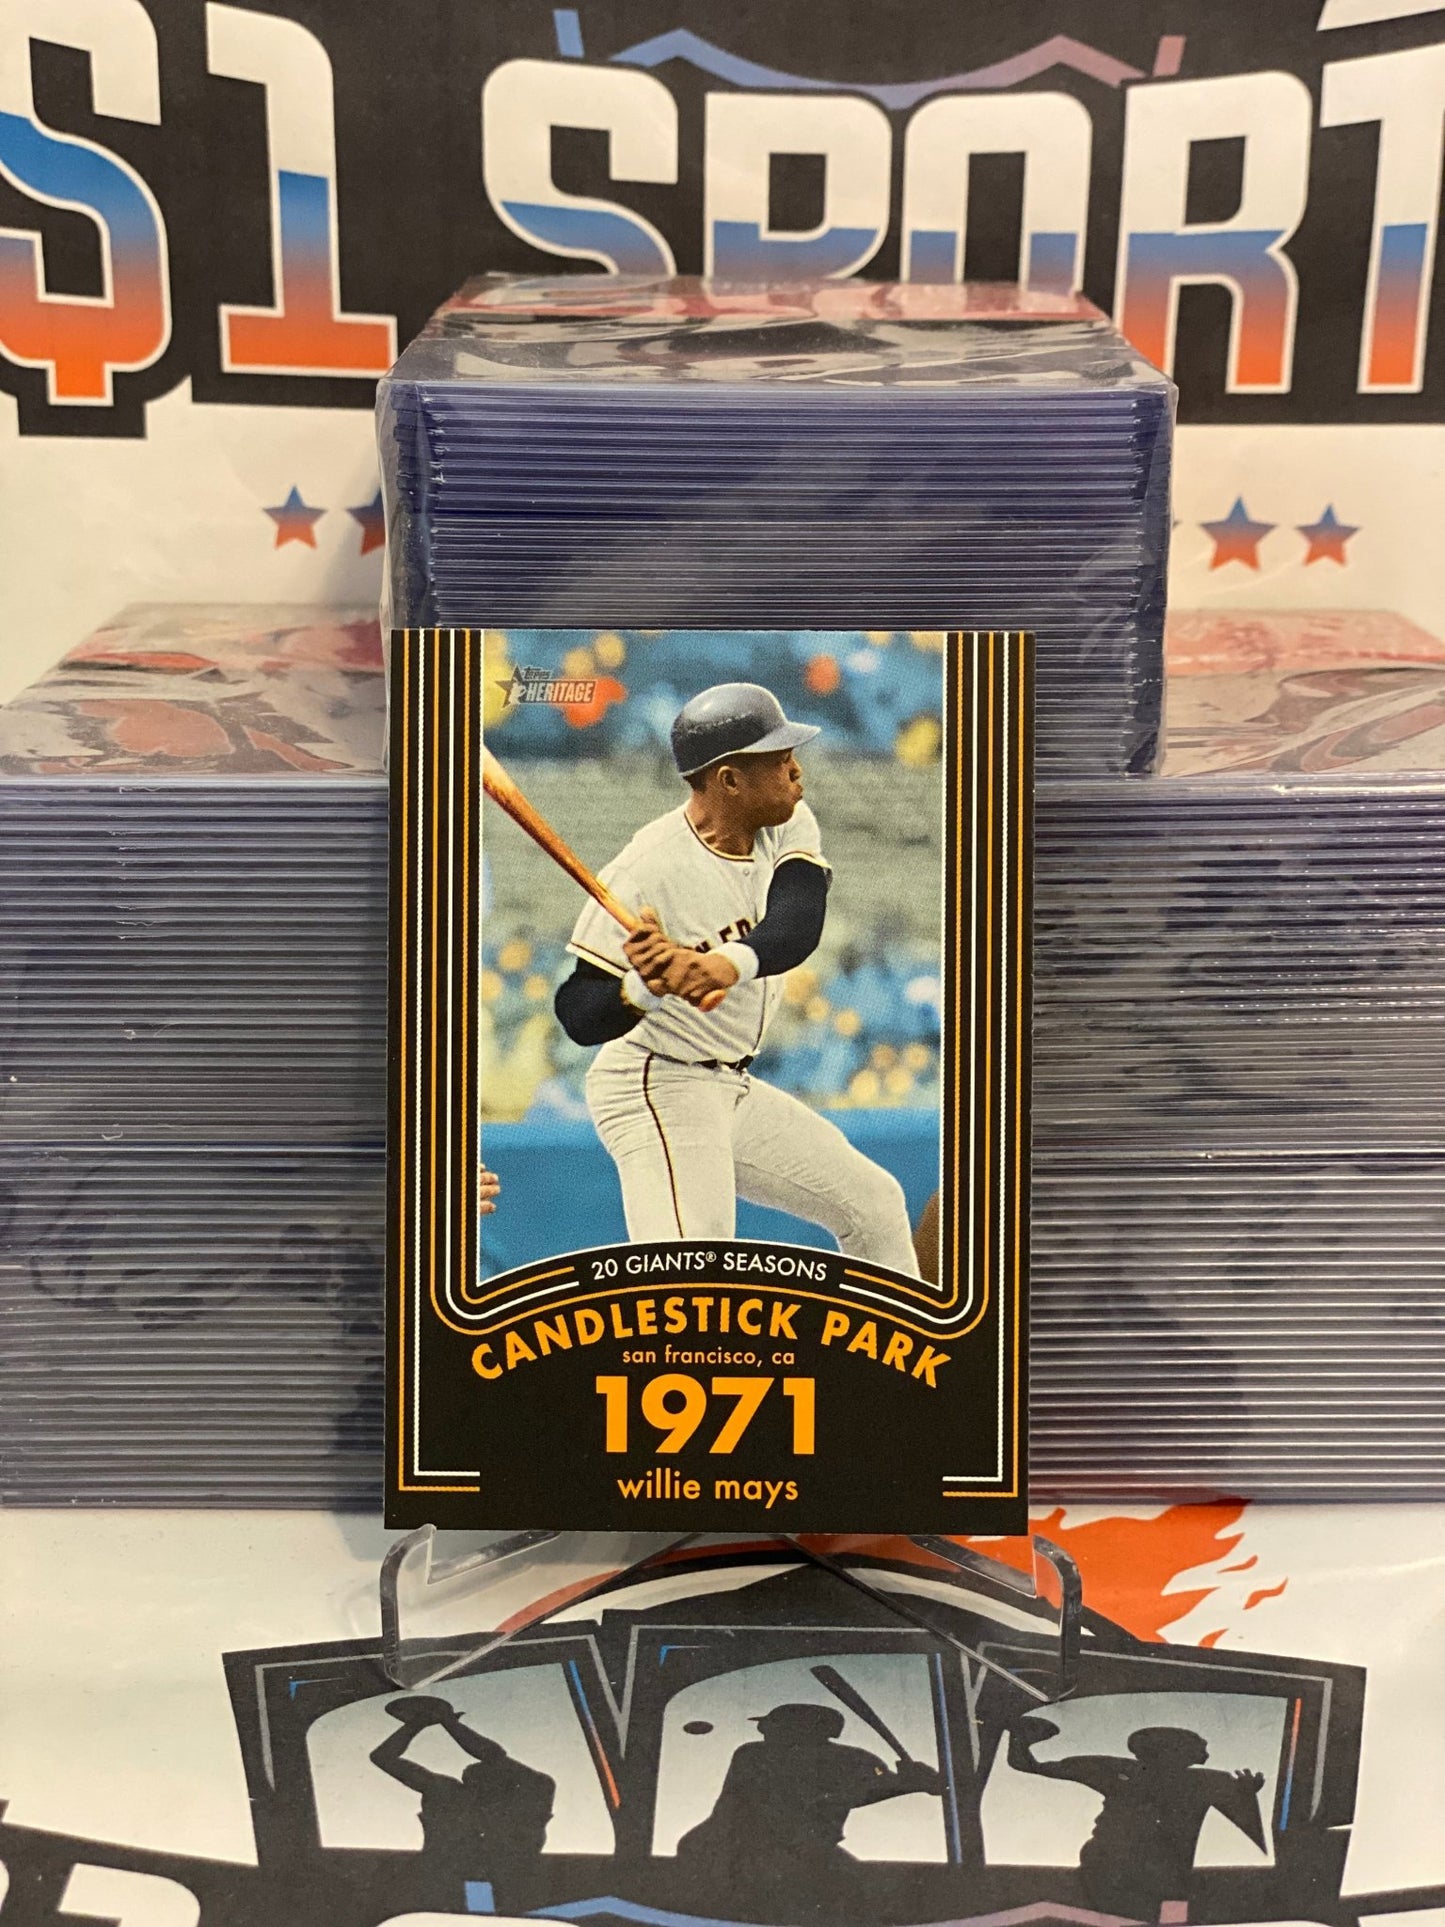 $1 SPORT
TOPPS
HERITAGE
20 GIANTS® SEASONS
CANDLESTICK PARK
san francisco, ca
1971
willie mays